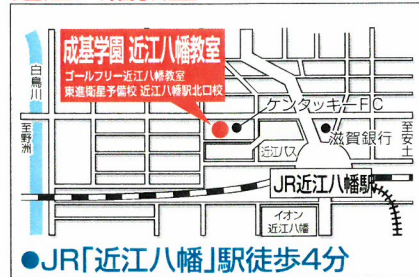 成基学園 近江八幡教室
ゴールフリー近江八幡教室
東進衛星予備校 近江八幡駅北口校
白鳥川
至野洲
ケンタッキーFC
滋賀銀行
至安土
近江バス
JR近江八幡駅
イオン
近江八幡
●JR「近江八幡」駅徒歩4分